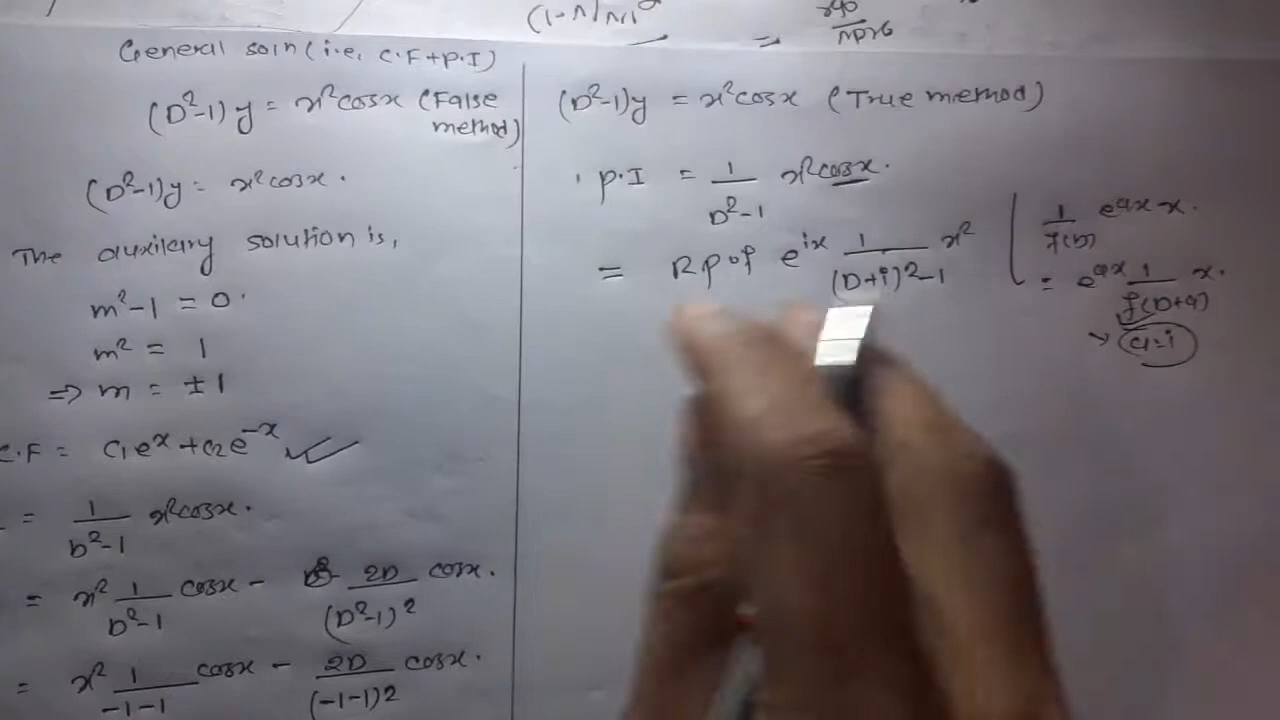 General soln (i.e, C.F+P.I)
(D²-1)y = x²cosx (False method)
(D²-1)y = x²cosx.
The auxilary solution is,
m²-1 = 0
m² = 1
⇒ m = ±1
C.F = C₁eˣ + C₂e⁻ˣ
= 1/(D²-1) x²cosx.
= x² 1/(D²-1) cosx - 2D/(D²-1)² cosx.
= x² 1/(-1-1) cosx - 2D/(-1-1)2 cosx.
(D²-1)y = x²cosx (True method)
P.I = 1/(D²-1) x²cosx.
= R.p of e^{ix} 1/((D+i)²-1) x²
1/f(D) e^{ax} x.
= e^{ax} 1/f(D+a) x.
a=i